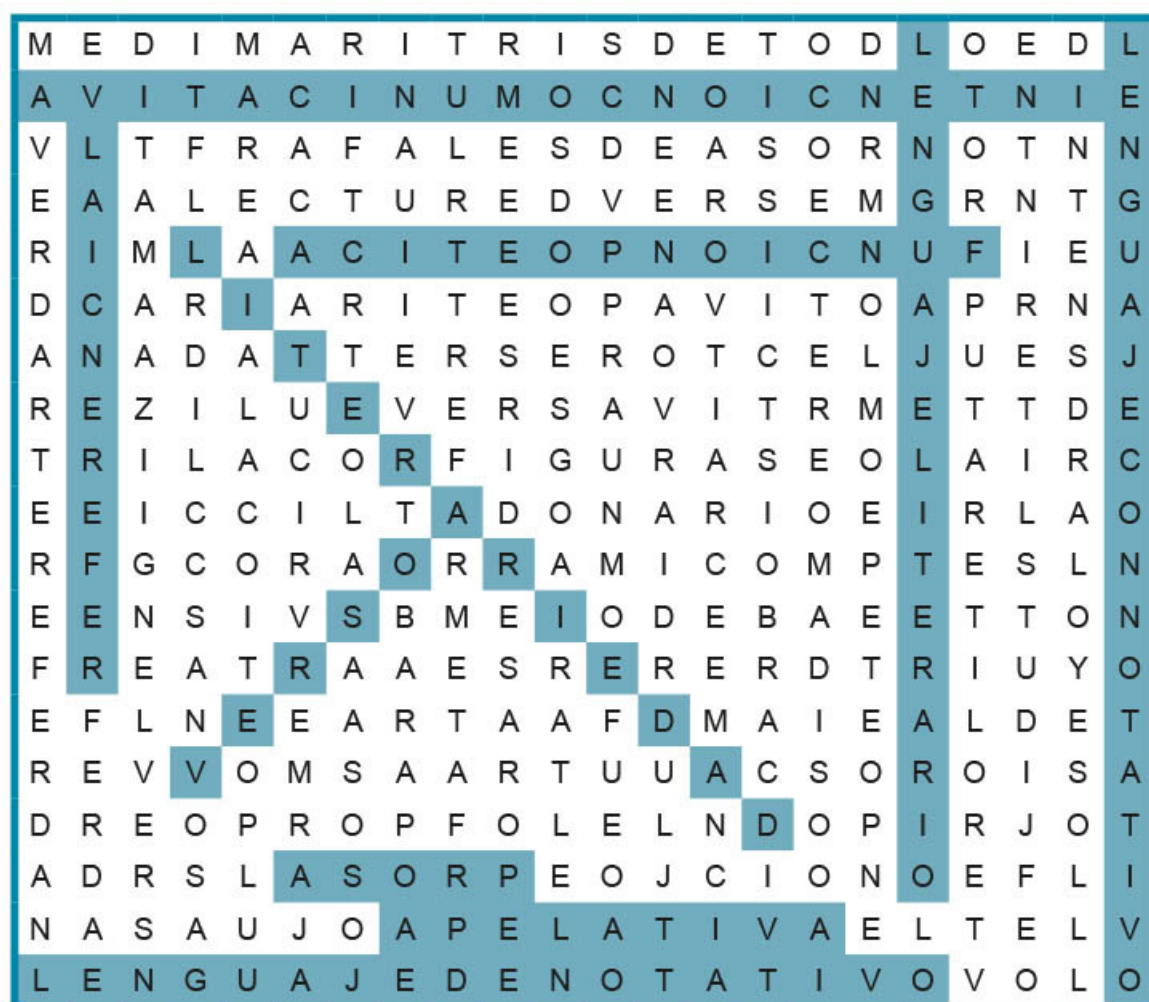 M E D I M A R I T R I S D E T O D L O E D L
A V I T A C I N U M O C N O I C N E T N I E
V L T F R A F A L E S D E A S O R N O T N N
E A A L E C T U R E D V E R S E M G R N T G
R I M L A A C I T E O P N O I C N U F I E U
D C A R I A R I T E O P A V I T O A P R N A
A N A D A T T E R S E R O T C E L J U E S J
R E Z I L U E V E R S A V I T R M E T T D E
T R I L A C O R F I G U R A S E O L A I R C
E E I C C I L T A D O N A R I O E I R L A O
R F G C O R A O R R A M I C O M P T E S L N
E E N S I V S B M E I O D E B A E E T T O N
F R E A T R A A E S R E R E R D T R I U Y O
E F L N E E A R T A A F D M A I E A L D E T
R E V V O M S A A R T U U A C S O R O I S A
D R E O P R O P F O L E L N D O P I R J O T
A D R S L A S O R P E O J C I O N O E F L I
N A S A U J O A P E L A T I V A E L T E L V
L E N G U A J E D E N O T A T I V O V O L O